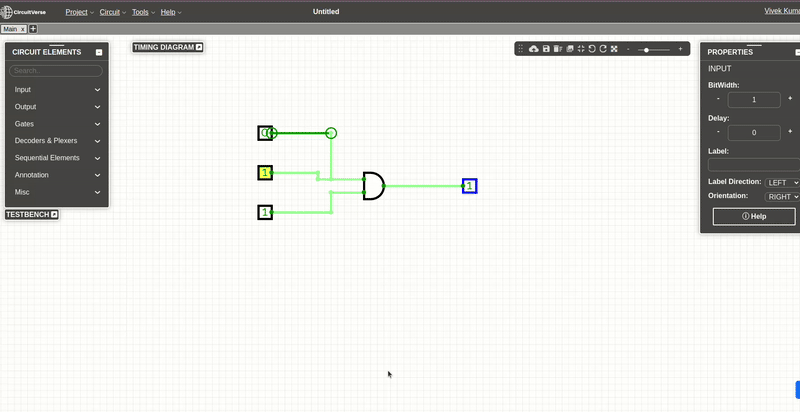 CircuitVerse Project Circuit Tools Help Untitled Vivek Kuma
Main x +
CIRCUIT ELEMENTS -
Search..
Input
Output
Gates
Decoders & Plexers
Sequential Elements
Annotation
Misc
TESTBENCH
TIMING DIAGRAM
- +
0
1
1
1
PROPERTIES
INPUT
BitWidth:
- 1 +
Delay:
- 0 +
Label:
Label Direction: LEFT
Orientation: RIGHT
Help